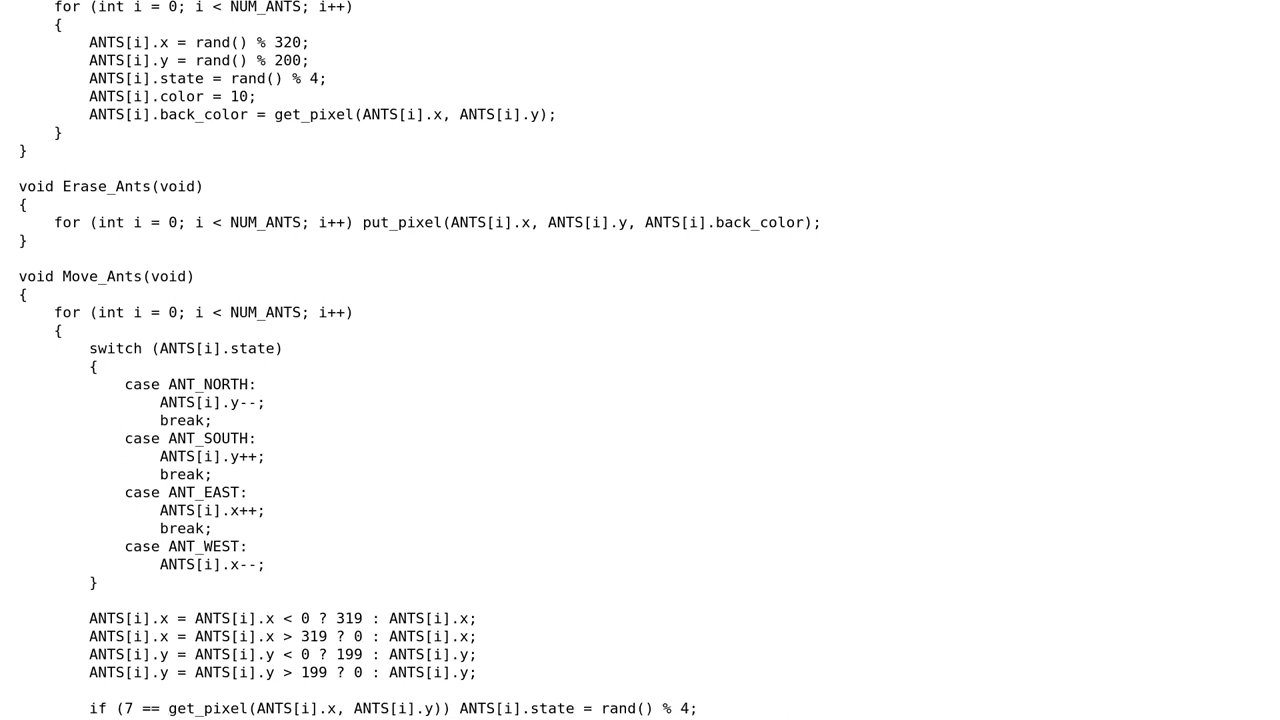 for (int i = 0; i < NUM_ANTS; i++)
    {
        ANTS[i].x = rand() % 320;
        ANTS[i].y = rand() % 200;
        ANTS[i].state = rand() % 4;
        ANTS[i].color = 10;
        ANTS[i].back_color = get_pixel(ANTS[i].x, ANTS[i].y);
    }
}

void Erase_Ants(void)
{
    for (int i = 0; i < NUM_ANTS; i++) put_pixel(ANTS[i].x, ANTS[i].y, ANTS[i].back_color);
}

void Move_Ants(void)
{
    for (int i = 0; i < NUM_ANTS; i++)
    {
        switch (ANTS[i].state)
        {
            case ANT_NORTH:
                ANTS[i].y--;
                break;
            case ANT_SOUTH:
                ANTS[i].y++;
                break;
            case ANT_EAST:
                ANTS[i].x++;
                break;
            case ANT_WEST:
                ANTS[i].x--;
        }

        ANTS[i].x = ANTS[i].x < 0 ? 319 : ANTS[i].x;
        ANTS[i].x = ANTS[i].x > 319 ? 0 : ANTS[i].x;
        ANTS[i].y = ANTS[i].y < 0 ? 199 : ANTS[i].y;
        ANTS[i].y = ANTS[i].y > 199 ? 0 : ANTS[i].y;

        if (7 == get_pixel(ANTS[i].x, ANTS[i].y)) ANTS[i].state = rand() % 4;